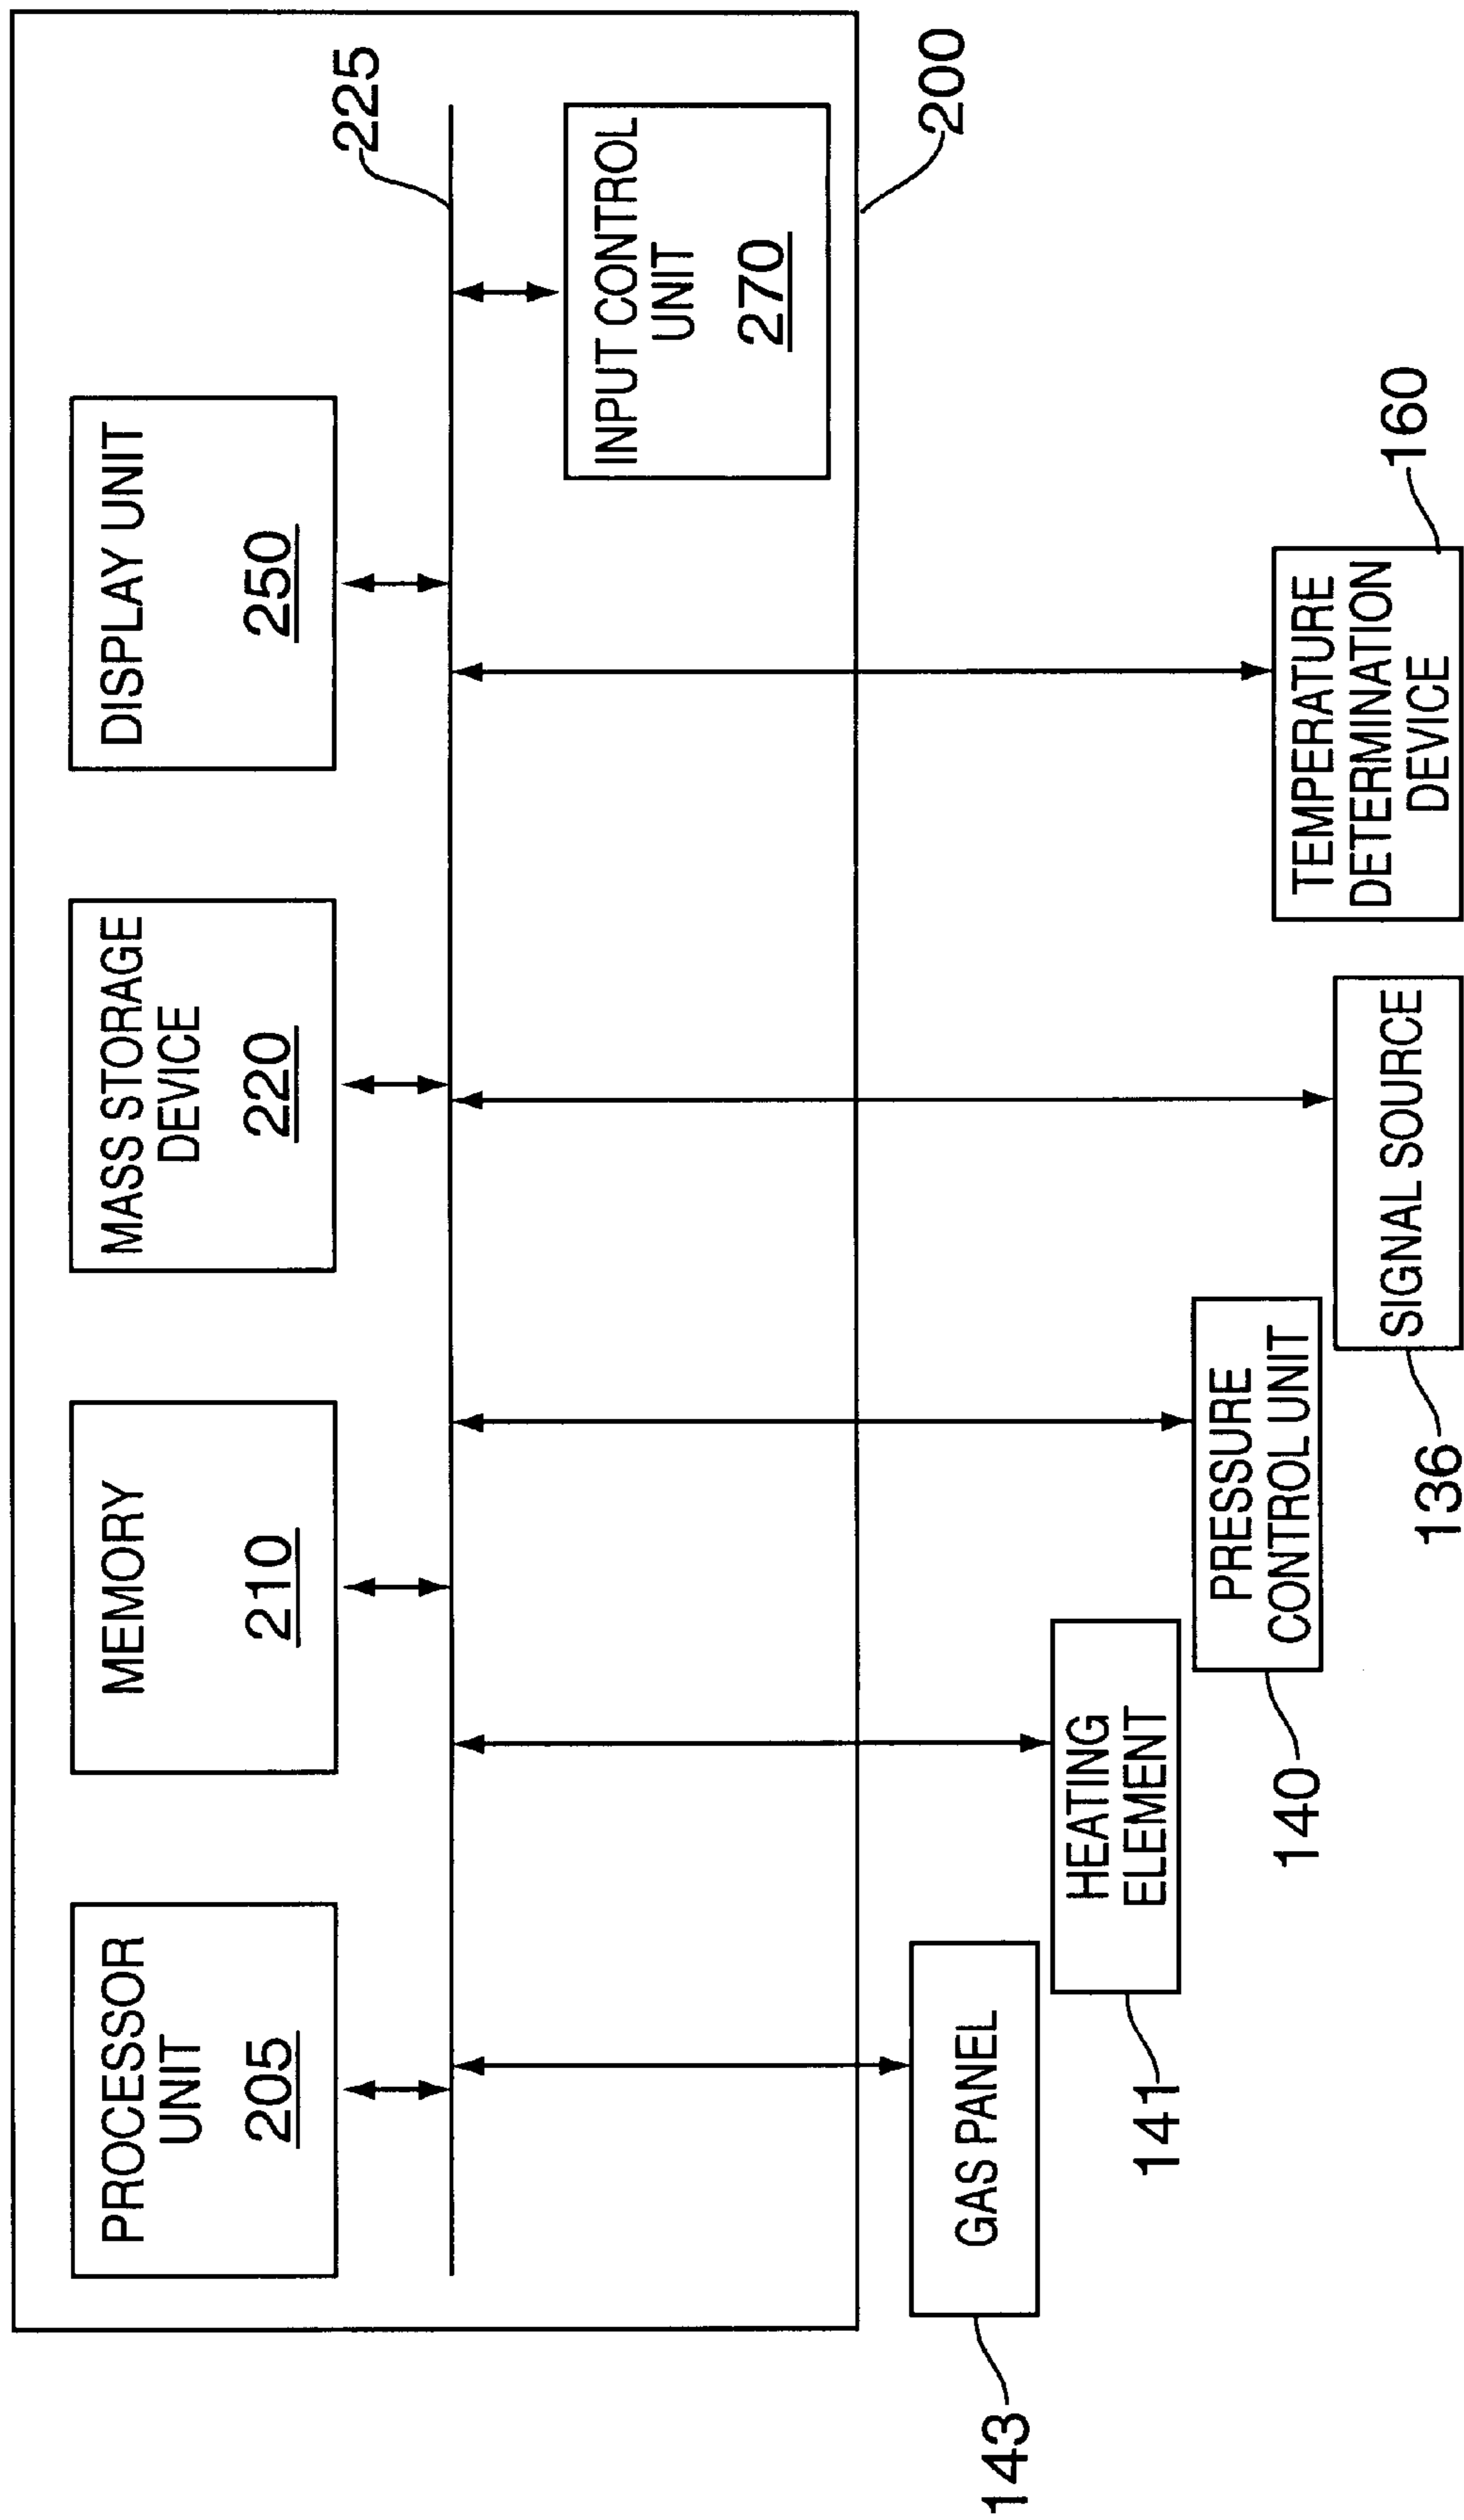 PROCESSOR
UNIT
205
MEMORY
210
MASS STORAGE
DEVICE
220
DISPLAY UNIT
250
225
INPUT CONTROL
UNIT
270
200
143
GAS PANEL
141
HEATING
ELEMENT
140
PRESSURE
CONTROL UNIT
136
SIGNAL SOURCE
TEMPERATURE
DETERMINATION
DEVICE
160